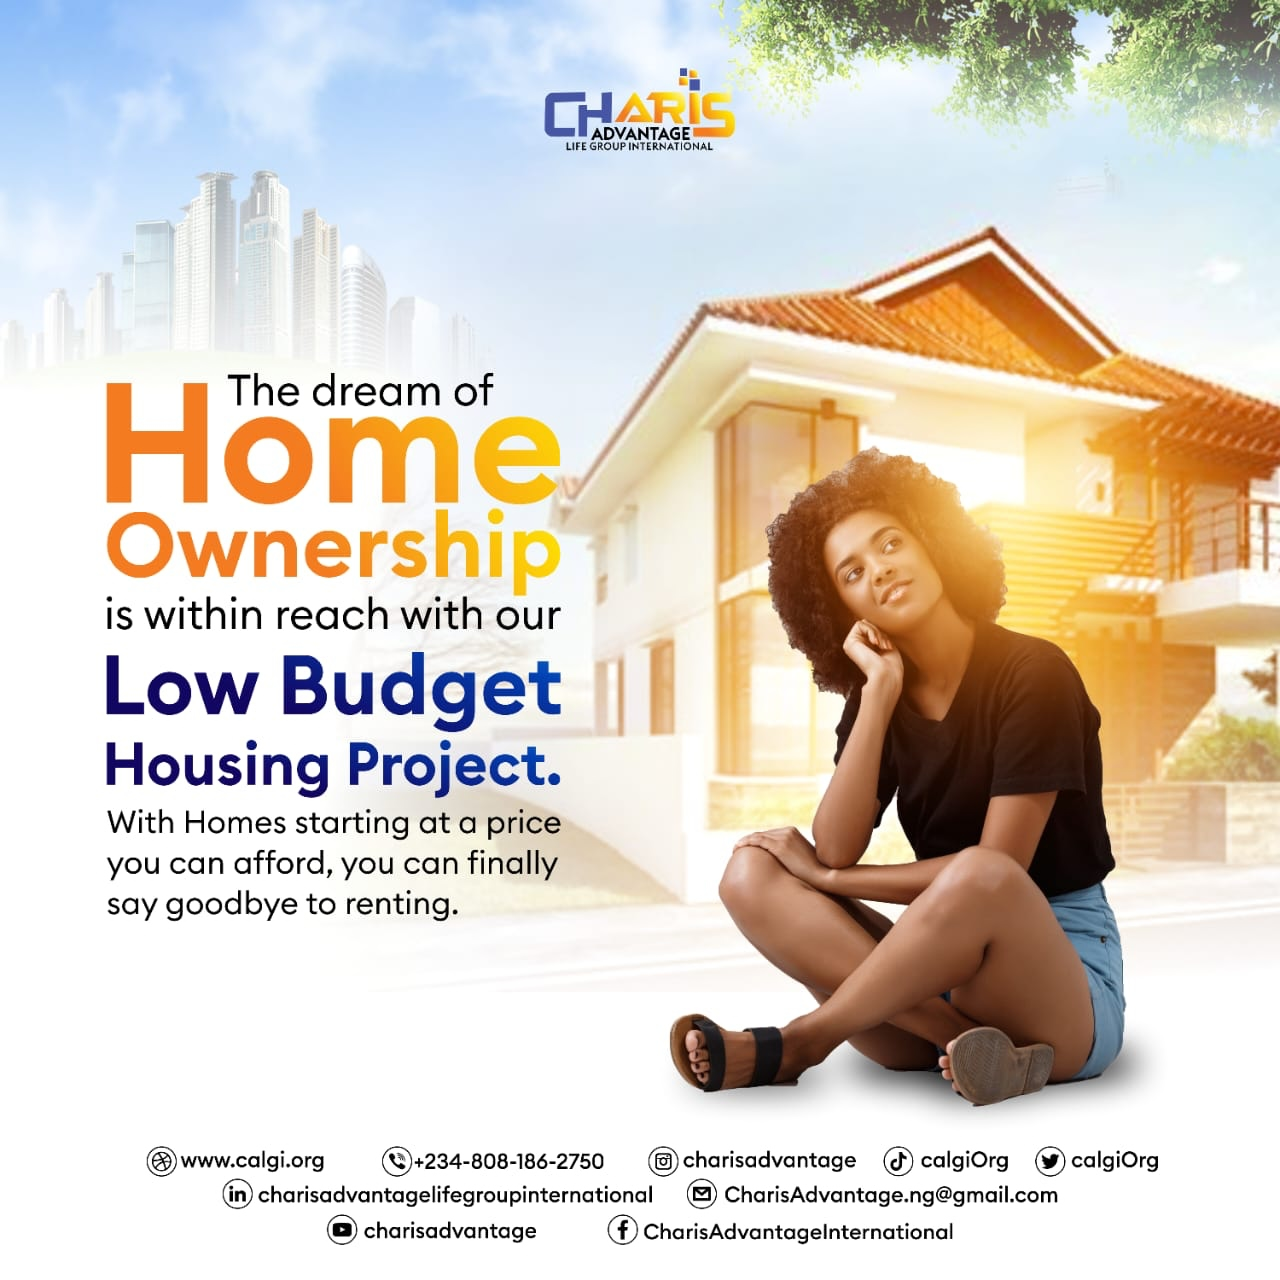 CHARIS
ADVANTAGE
LIFE GROUP INTERNATIONAL
The dream of
Home
Ownership
is within reach with our
Low Budget
Housing Project.
With Homes starting at a price
you can afford, you can finally
say goodbye to renting.
www.calgi.org +234-808-186-2750 charisadvantage calgiOrg calgiOrg
charisadvantagelifegroupinternational CharisAdvantage.ng@gmail.com
charisadvantage CharisAdvantageInternational